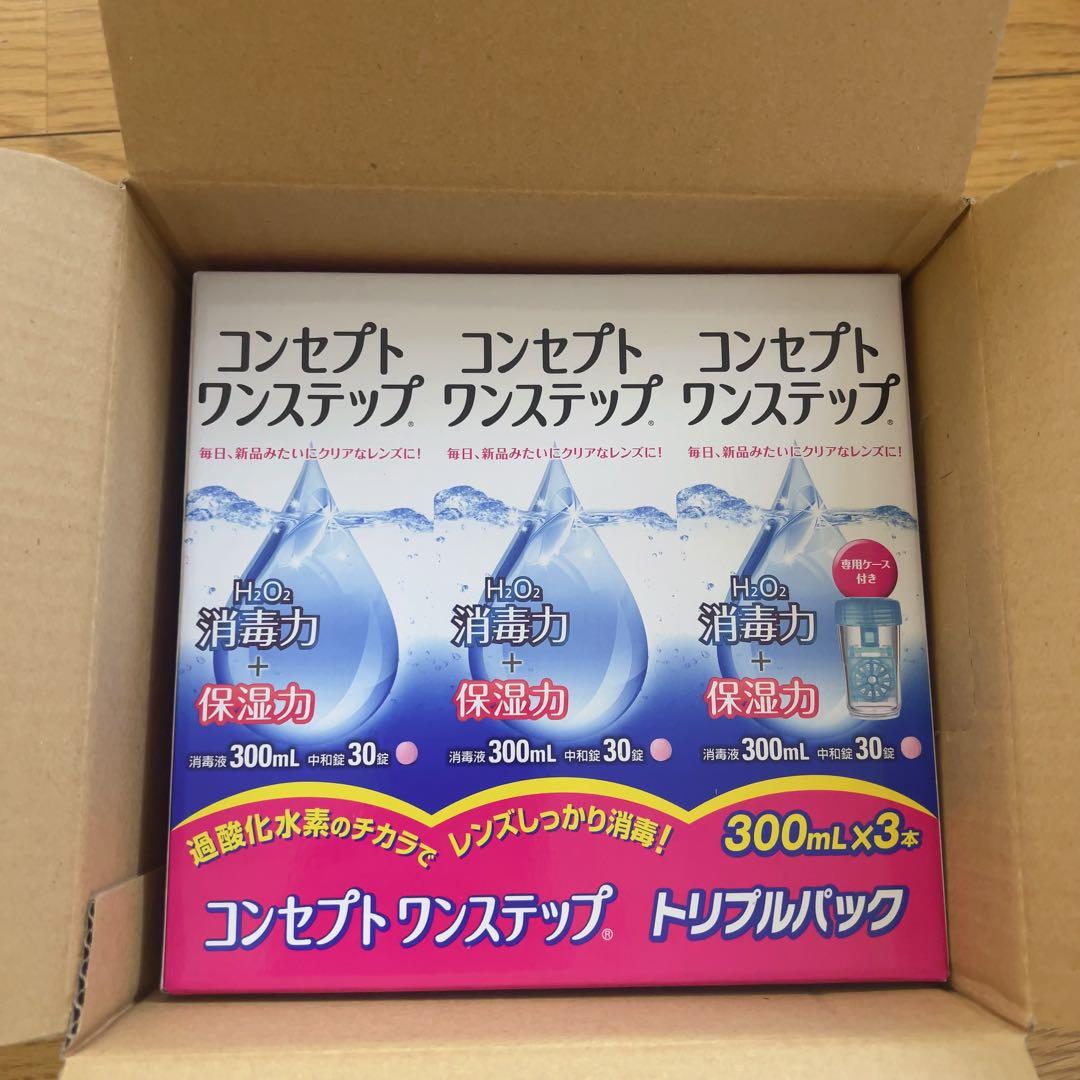 コンセプト
ワンステップ®
毎日、新品みたいにクリアなレンズに!
H2O2
消毒力
+
保湿力
消毒液 300mL 中和錠 30錠
コンセプト
ワンステップ®
毎日、新品みたいにクリアなレンズに!
H2O2
消毒力
+
保湿力
消毒液 300mL 中和錠 30錠
コンセプト
ワンステップ®
毎日、新品みたいにクリアなレンズに!
専用ケース
付き
H2O2
消毒力
+
保湿力
消毒液 300mL 中和錠 30錠
過酸化水素のチカラで レンズしっかり消毒! 300mL×3本
コンセプト ワンステップ® トリプルパック